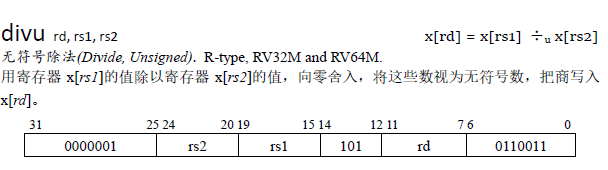 divu rd, rs1, rs2 x[rd] = x[rs1] ÷u x[rs2]
无符号除法(Divide, Unsigned). R-type, RV32M and RV64M.
用寄存器 x[rs1]的值除以寄存器 x[rs2]的值，向零舍入，将这些数视为无符号数，把商写入
x[rd]。
31 25 24 20 19 15 14 12 11 7 6 0
0000001 rs2 rs1 101 rd 0110011